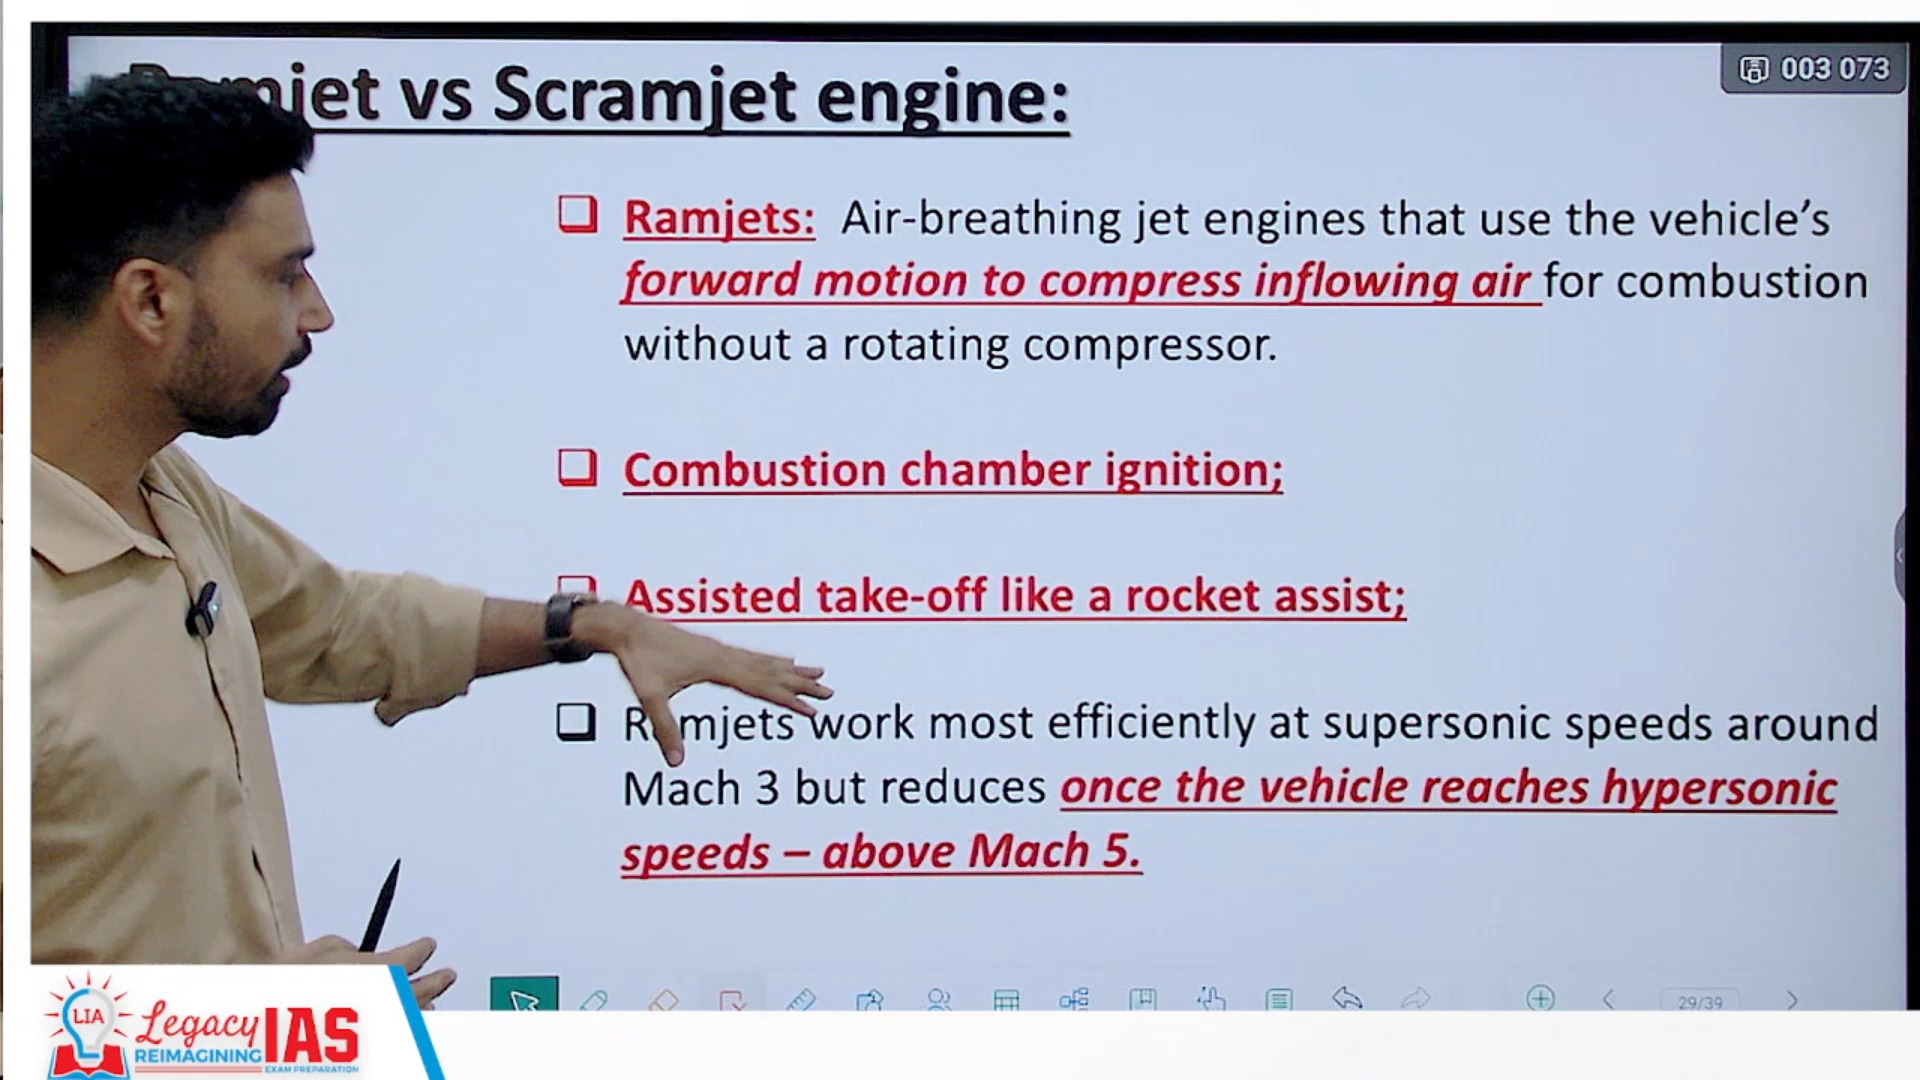 Ramjet vs Scramjet engine:
003 073
Ramjets: Air-breathing jet engines that use the vehicle's
forward motion to compress inflowing air for combustion
without a rotating compressor.
Combustion chamber ignition;
Assisted take-off like a rocket assist;
Ramjets work most efficiently at supersonic speeds around
Mach 3 but reduces once the vehicle reaches hypersonic
speeds – above Mach 5.
29/39
LIA
Legacy IAS
REIMAGINING
EXAM PREPARATION